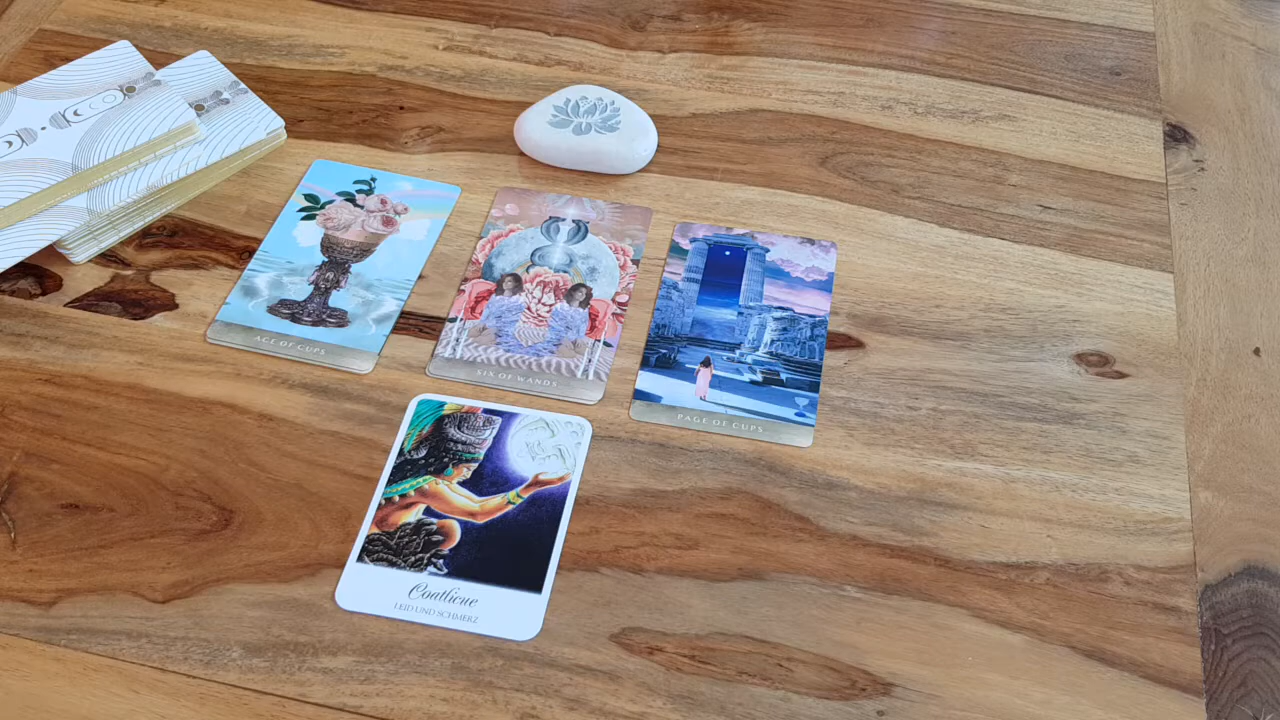 ACE OF CUPS
SIX OF WANDS
PAGE OF CUPS
Coatlicue
LEID UND SCHMERZ